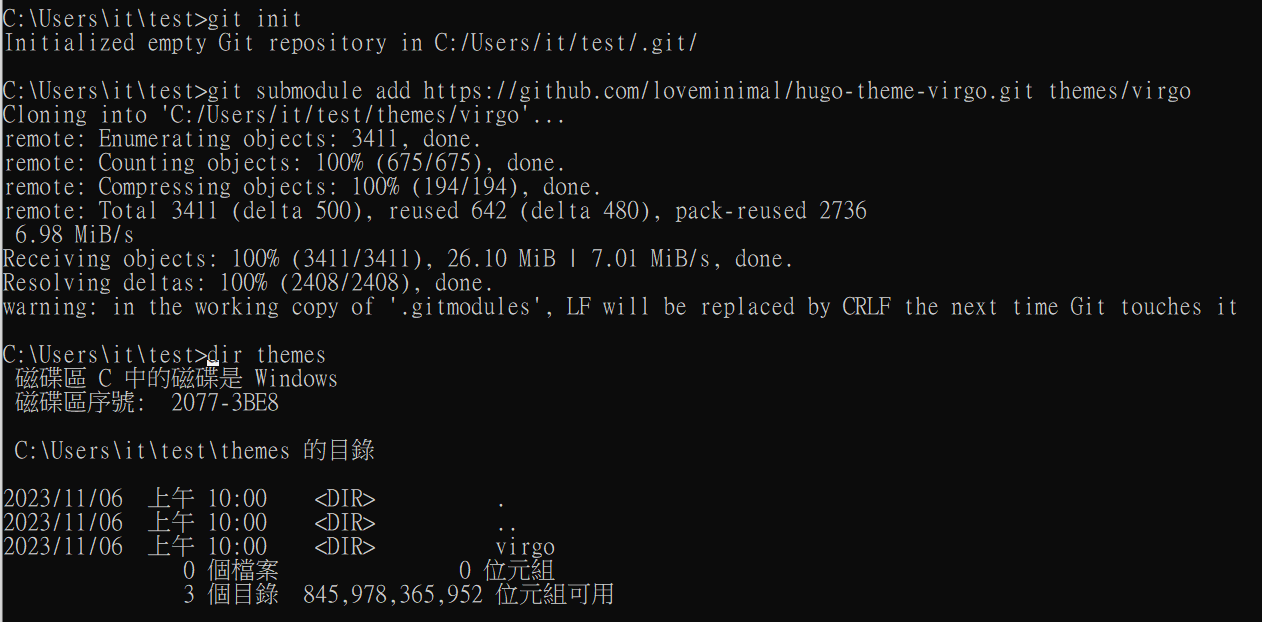 C:\Users\it\test>git init
Initialized empty Git repository in C:/Users/it/test/.git/
C:\Users\it\test>git submodule add https://github.com/loveminimal/hugo-theme-virgo.git themes/virgo
Cloning into 'C:/Users/it/test/themes/virgo'...
remote: Enumerating objects: 3411, done.
remote: Counting objects: 100% (675/675), done.
remote: Compressing objects: 100% (194/194), done.
remote: Total 3411 (delta 500), reused 642 (delta 480), pack-reused 2736
6.98 MiB/s
Receiving objects: 100% (3411/3411), 26.10 MiB | 7.01 MiB/s, done.
Resolving deltas: 100% (2408/2408), done.
warning: in the working copy of '.gitmodules', LF will be replaced by CRLF the next time Git touches it
C:\Users\it\test>dir themes
磁碟區 C 中的磁碟是 Windows
磁碟區序號:  2077-3BE8
C:\Users\it\test\themes 的目錄
2023/11/06  上午 10:00    <DIR>          .
2023/11/06  上午 10:00    <DIR>          ..
2023/11/06  上午 10:00    <DIR>          virgo
0 個檔案               0 位元組
3 個目錄  845,978,365,952 位元組可用